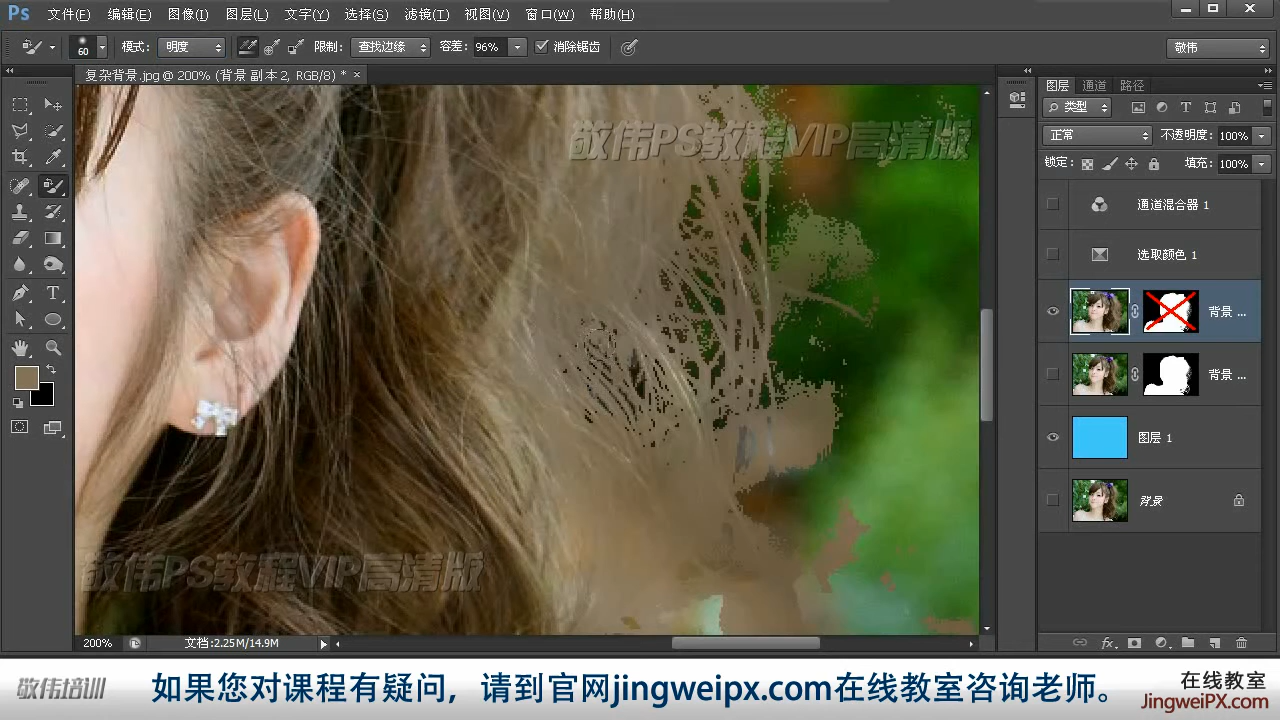 Ps 文件(F) 编辑(E) 图像(I) 图层(L) 文字(Y) 选择(S) 滤镜(T) 视图(V) 窗口(W) 帮助(H)
60 模式: 明度 限制: 查找边缘 容差: 96% 消除锯齿 敬伟
复杂背景.jpg @ 200% (背景 副本 2, RGB/8) * ×
图层 通道 路径
类型
正常 不透明度: 100%
锁定: 填充: 100%
通道混合器 1
选取颜色 1
背景 ...
背景 ...
图层 1
背景
敬伟PS教程VIP高清版
敬伟PS教程VIP高清版
200% 文档:2.25M/14.9M
敬伟培训 如果您对课程有疑问，请到官网jingweipx.com在线教室咨询老师。
在线教室
JingweiPX.com